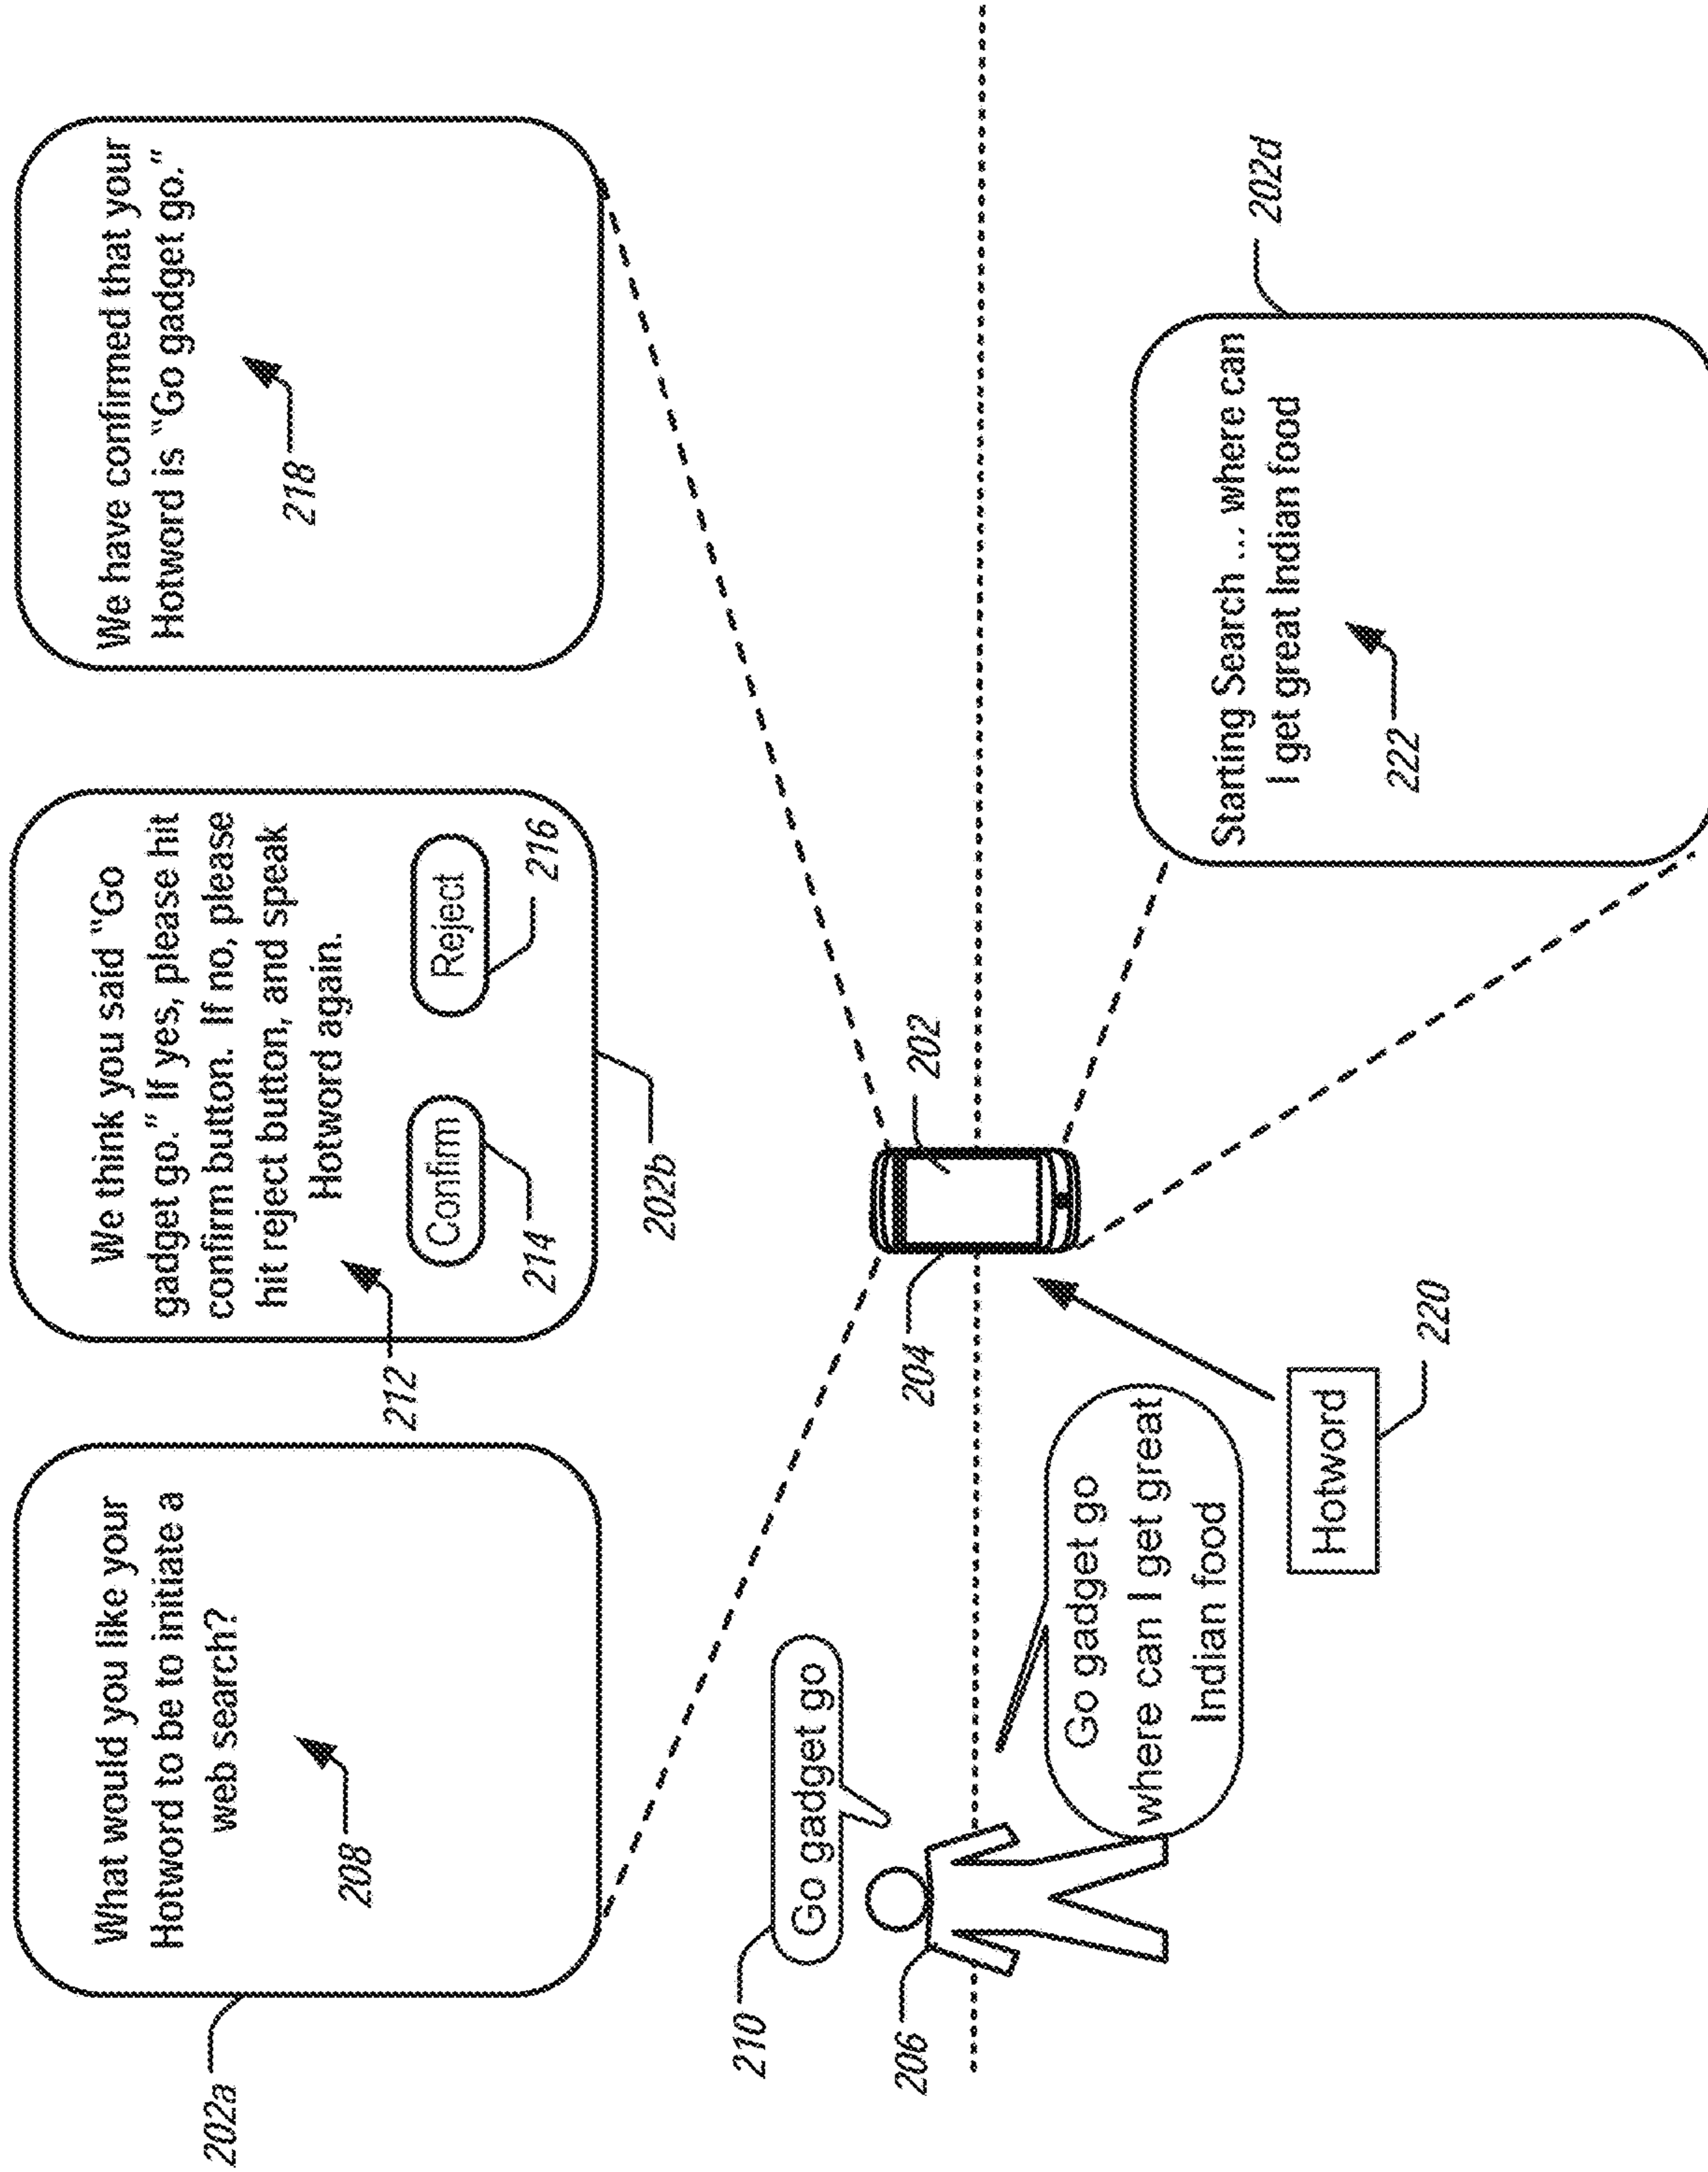 202a
What would you like your
Hotword to be to initiate a
web search?
208
We think you said “Go
gadget go.” If yes, please hit
confirm button. If no, please
hit reject button, and speak
Hotword again.
212
Confirm
Reject
214
216
202b
We have confirmed that your
Hotword is “Go gadget go.”
218
210
Go gadget go
206
204
202
Go gadget go
where can I get great
Indian food
Hotword
220
202d
Starting Search ... where can
I get great Indian food
222